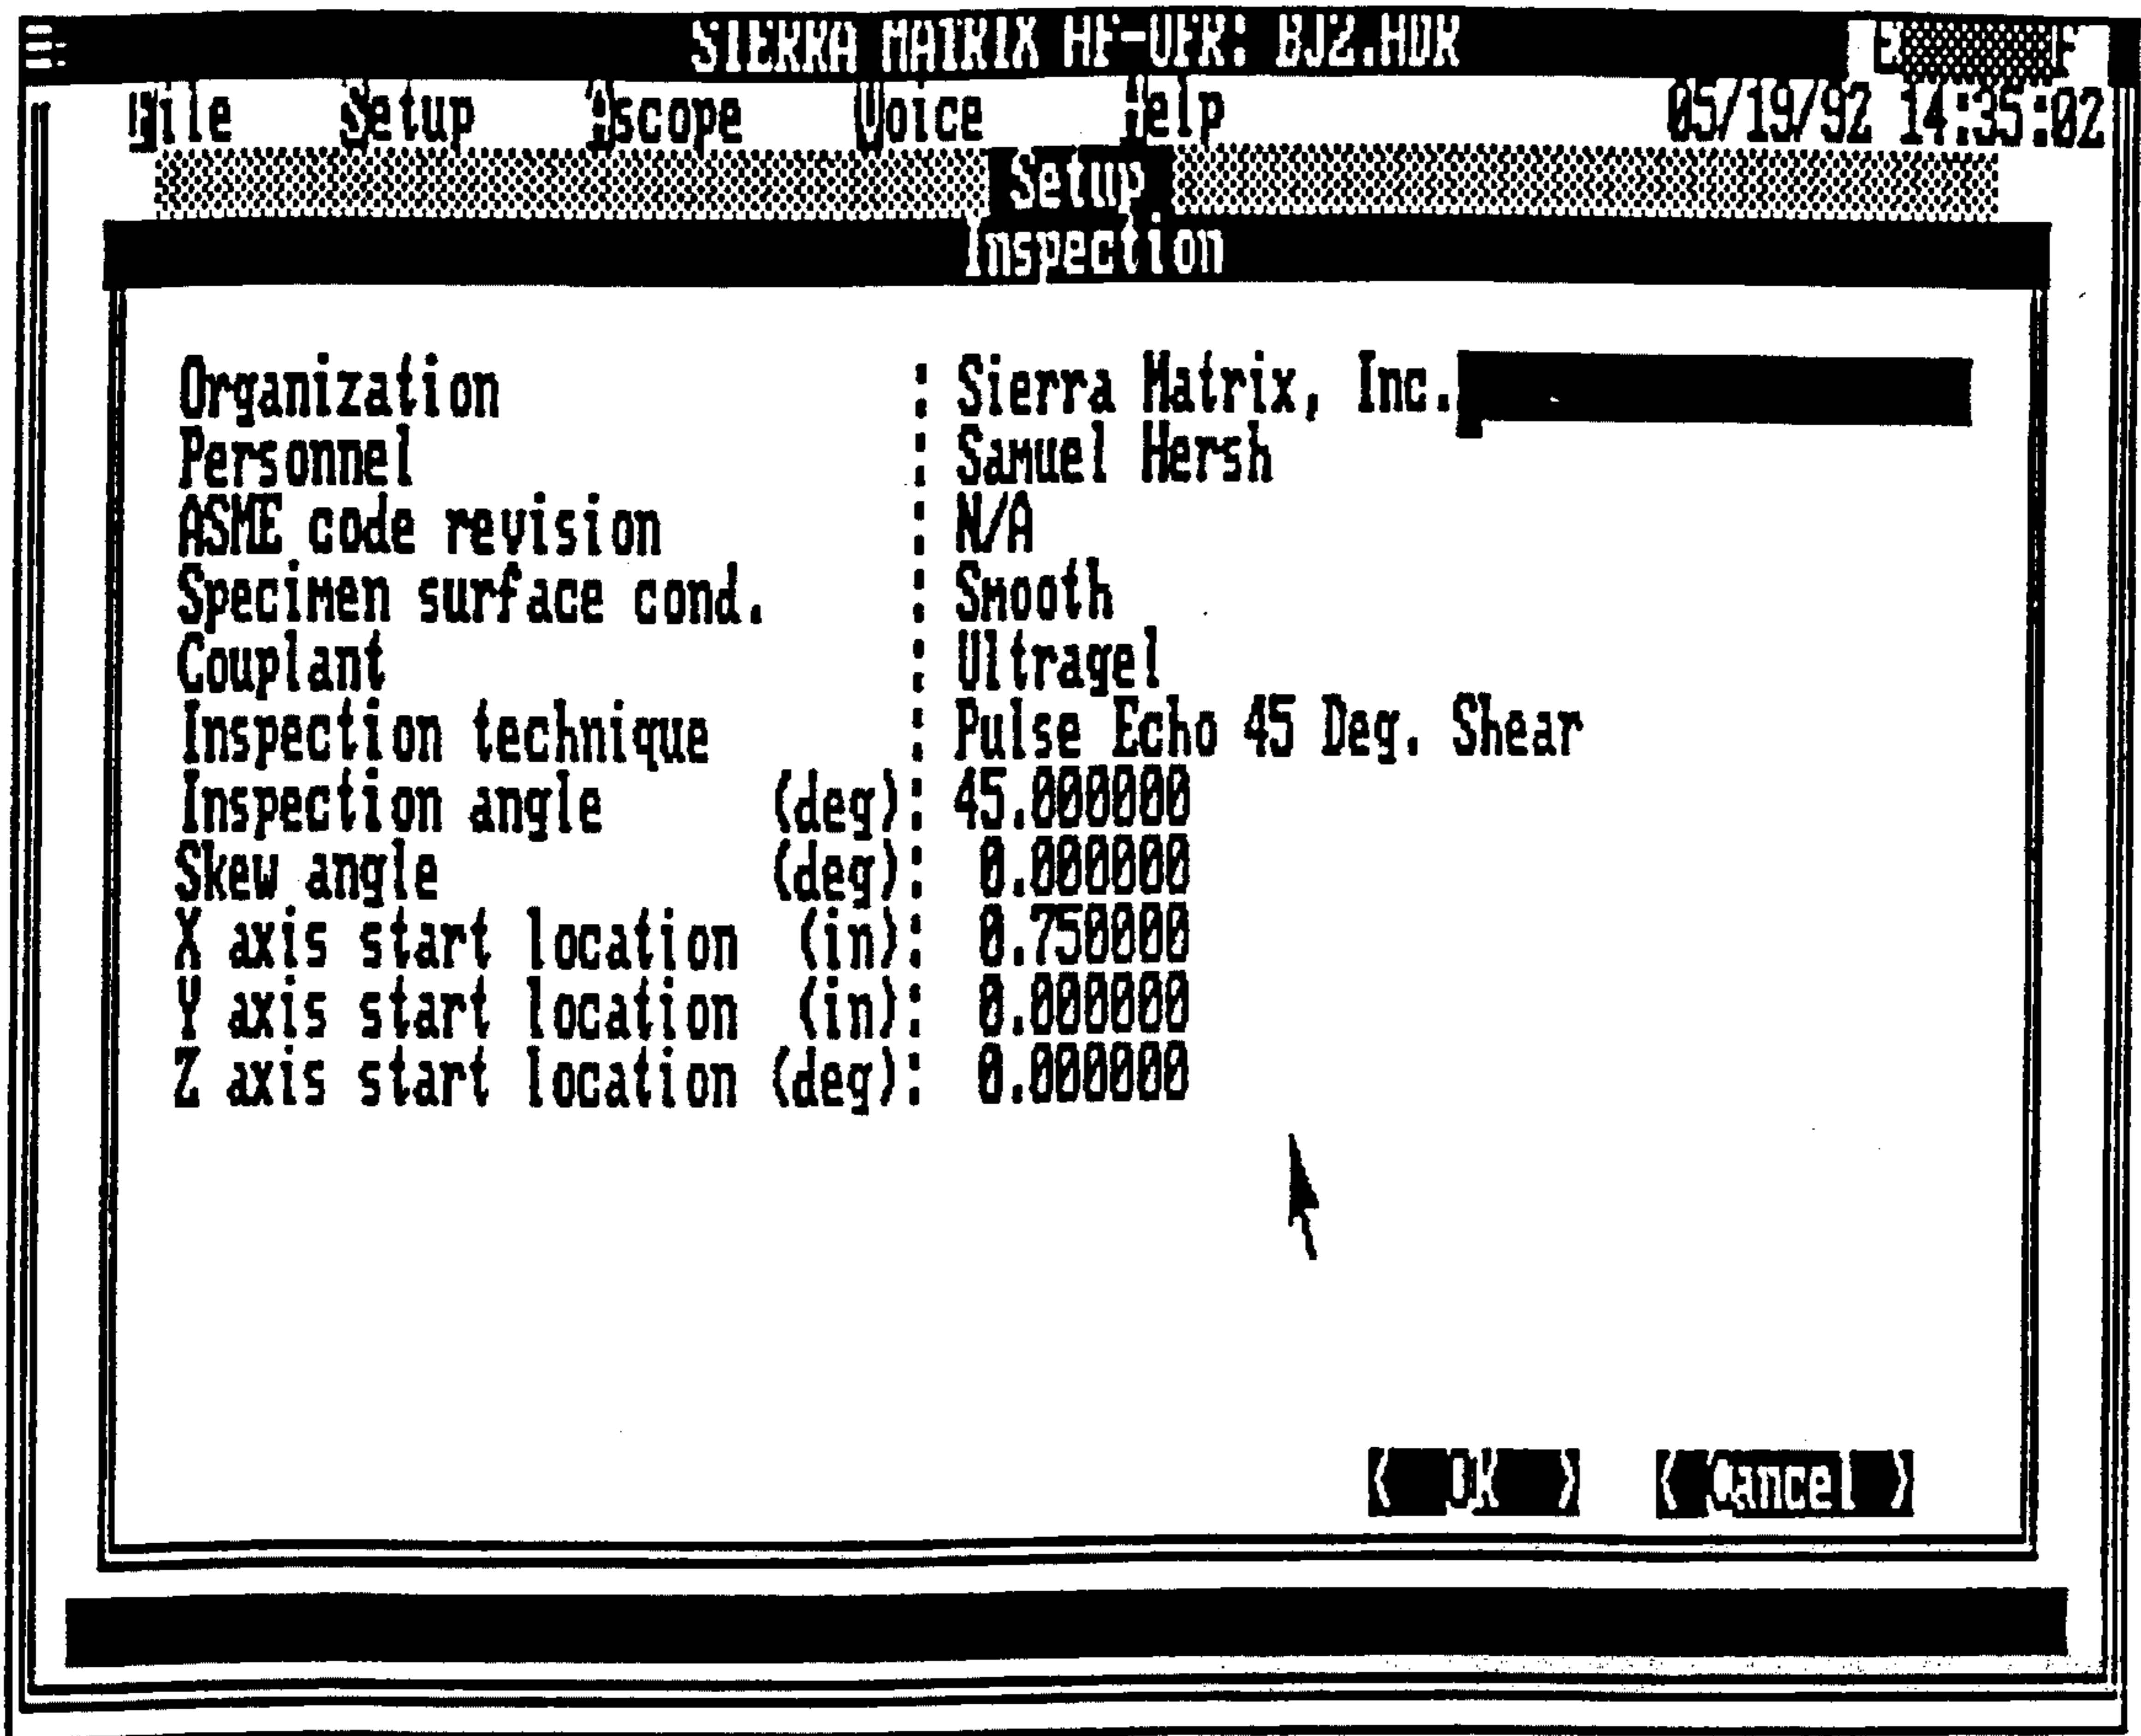 SIERRA MATRIX HF-UFR: BJ2.HDR
File Setup Ascope Voice Help 05/19/92 14:35:02
Setup
Inspection
Organization : Sierra Matrix, Inc.
Personnel : Samuel Hersh
ASME code revision : N/A
Specimen surface cond. : Smooth
Couplant : Ultragel
Inspection technique : Pulse Echo 45 Deg. Shear
Inspection angle (deg): 45.000000
Skew angle (deg): 0.000000
X axis start location (in): 0.750000
Y axis start location (in): 0.000000
Z axis start location (deg): 0.000000
< OK > < Cancel >